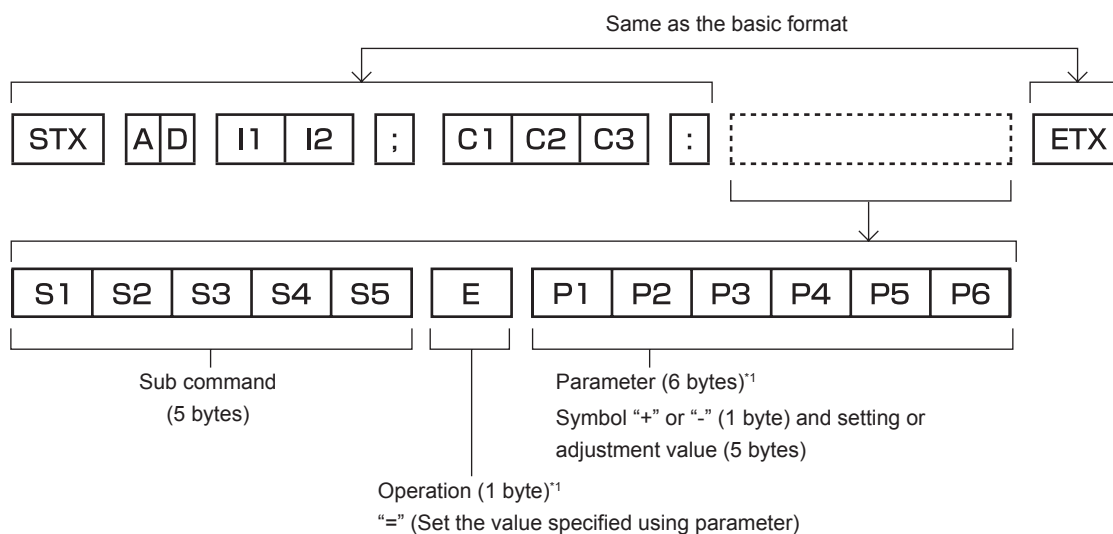 Same as the basic format
STX A D I1 I2 ; C1 C2 C3 : ETX
S1 S2 S3 S4 S5 E P1 P2 P3 P4 P5 P6
Sub command
(5 bytes)
Parameter (6 bytes)*1
Symbol “+” or “-” (1 byte) and setting or
adjustment value (5 bytes)
Operation (1 byte)*1
“=” (Set the value specified using parameter)